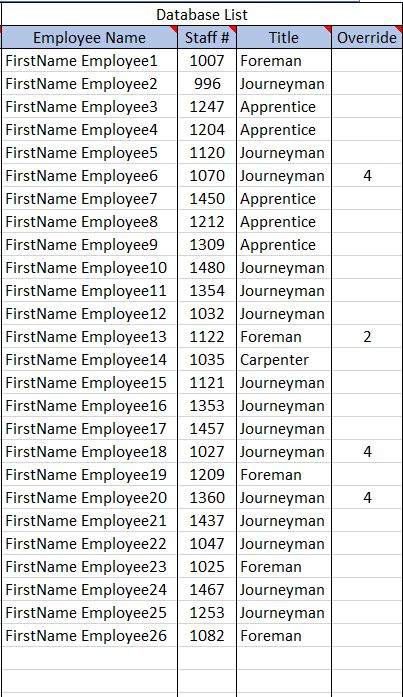 Database List
Employee Name Staff # Title Override
FirstName Employee1 1007 Foreman
FirstName Employee2 996 Journeyman
FirstName Employee3 1247 Apprentice
FirstName Employee4 1204 Apprentice
FirstName Employee5 1120 Journeyman
FirstName Employee6 1070 Journeyman 4
FirstName Employee7 1450 Apprentice
FirstName Employee8 1212 Apprentice
FirstName Employee9 1309 Apprentice
FirstName Employee10 1480 Journeyman
FirstName Employee11 1354 Journeyman
FirstName Employee12 1032 Journeyman
FirstName Employee13 1122 Foreman 2
FirstName Employee14 1035 Carpenter
FirstName Employee15 1121 Journeyman
FirstName Employee16 1353 Journeyman
FirstName Employee17 1457 Journeyman
FirstName Employee18 1027 Journeyman 4
FirstName Employee19 1209 Foreman
FirstName Employee20 1360 Journeyman 4
FirstName Employee21 1437 Journeyman
FirstName Employee22 1047 Journeyman
FirstName Employee23 1025 Foreman
FirstName Employee24 1467 Journeyman
FirstName Employee25 1253 Journeyman
FirstName Employee26 1082 Foreman